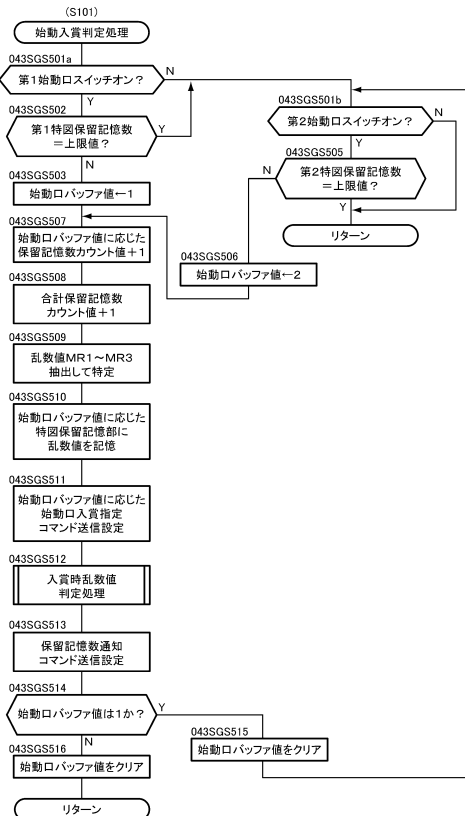 (S101)
始動入賞判定処理
043SGS501a
第1始動口スイッチオン?
N
Y
043SGS502
第1特図保留記憶数
=上限値?
Y
N
043SGS503
始動口バッファ値←1
043SGS501b
第2始動口スイッチオン?
N
Y
043SGS505
第2特図保留記憶数
=上限値?
N
Y
リターン
043SGS506
始動口バッファ値←2
043SGS507
始動口バッファ値に応じた
保留記憶数カウント値+1
043SGS508
合計保留記憶数
カウント値+1
043SGS509
乱数値MR1~MR3
抽出して特定
043SGS510
始動口バッファ値に応じた
特図保留記憶部に
乱数値を記憶
043SGS511
始動口バッファ値に応じた
始動口入賞指定
コマンド送信設定
043SGS512
入賞時乱数値
判定処理
043SGS513
保留記憶数通知
コマンド送信設定
043SGS514
始動口バッファ値は1か?
Y
N
043SGS515
始動口バッファ値をクリア
043SGS516
始動口バッファ値をクリア
リターン